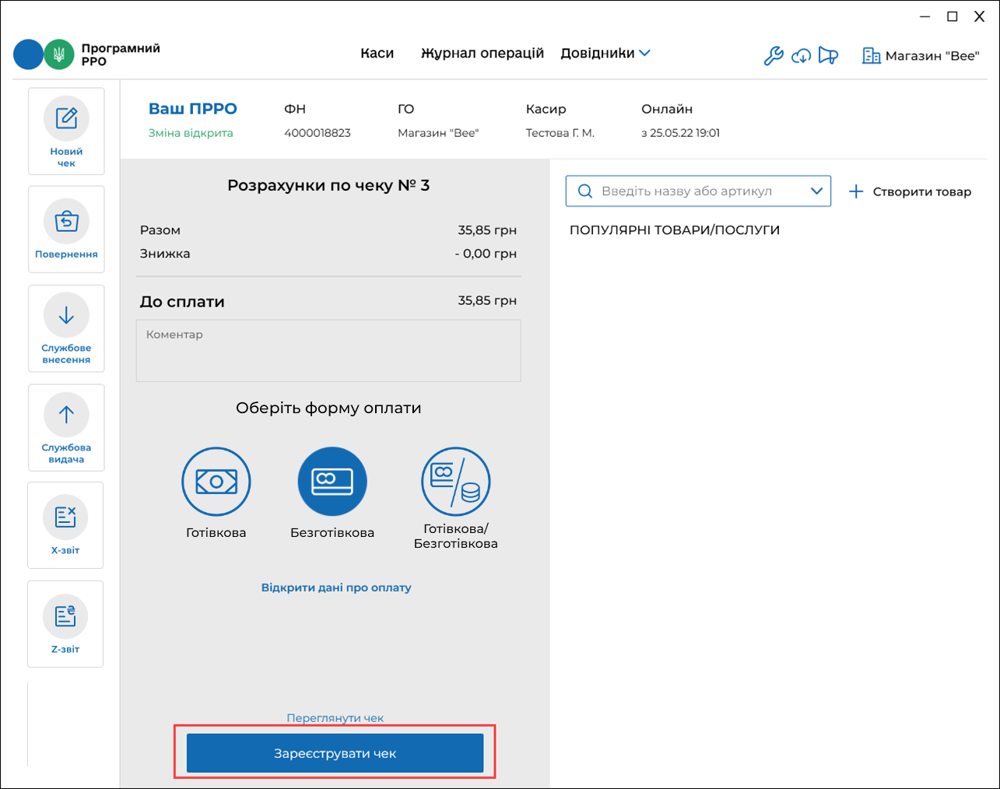 Програмний
РРО
Каси
Журнал операцій
Довідники
Магазин "Bee"
Новий
чек
Повернення
Службове
внесення
Службова
видача
X-звіт
Z-звіт
Ваш ПРРО
Зміна відкрита
ФН
4000018823
ГО
Магазин "Bee"
Касир
Тестова Г. М.
Онлайн
з 25.05.22 19:01
Розрахунки по чеку № 3
Разом 35,85 грн
Знижка - 0,00 грн
До сплати 35,85 грн
Коментар
Оберіть форму оплати
Готівкова
Безготівкова
Готівкова/
Безготівкова
Відкрити дані про оплату
Переглянути чек
Зареєструвати чек
Введіть назву або артикул
Створити товар
ПОПУЛЯРНІ ТОВАРИ/ПОСЛУГИ